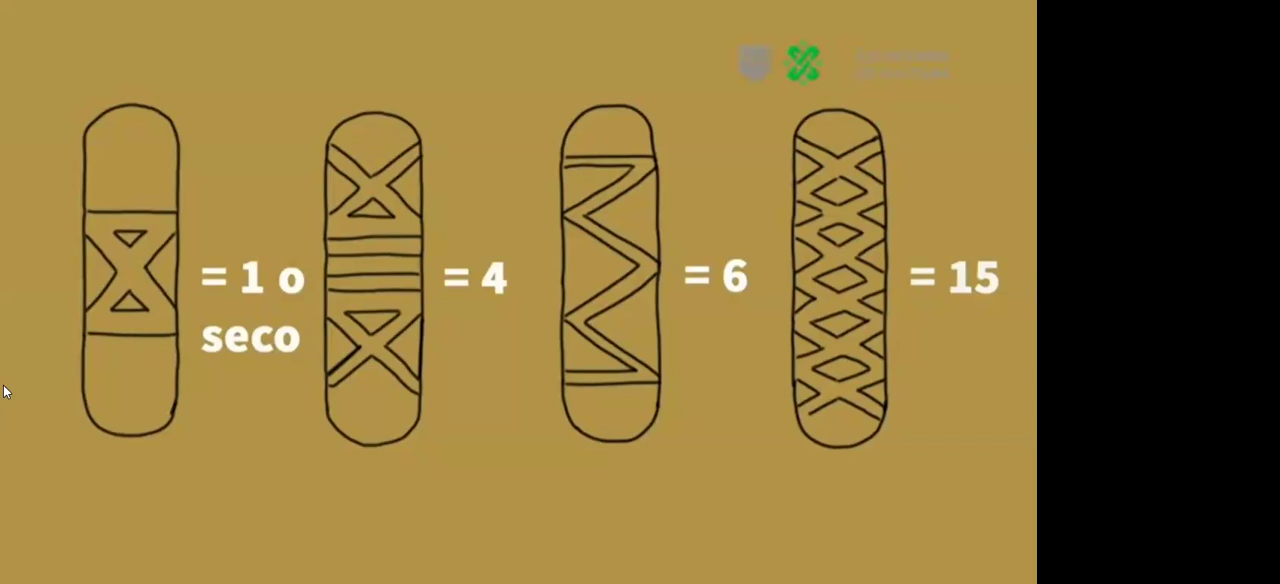 = 1 o
seco
= 4
= 6
= 15